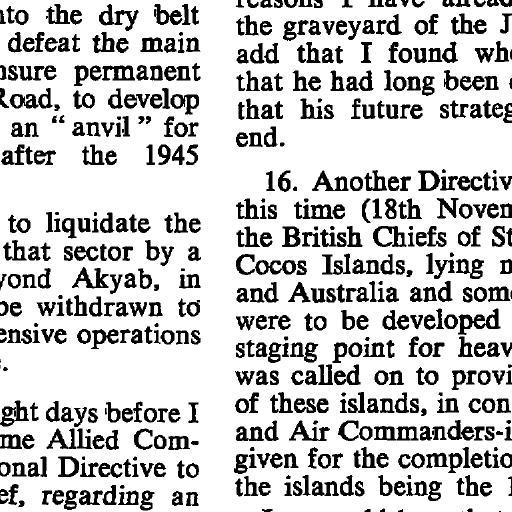 into the dry belt
defeat the main
ensure permanent
Road, to develop
an "anvil" for
after the 1945
to liquidate the
that sector by a
beyond Akyab, in
be withdrawn to
ensive operations
ght days before I
me Allied Com-
onal Directive to
ef, regarding an
reasons I have alread
the graveyard of the J
add that I found whe
that he had long been
that his future strateg
end.
16. Another Directiv
this time (18th Novem
the British Chiefs of St
Cocos Islands, lying
and Australia and som
were to be developed
staging point for heav
was called on to provi
of these islands, in con
and Air Commanders-i
given for the completio
the islands being the